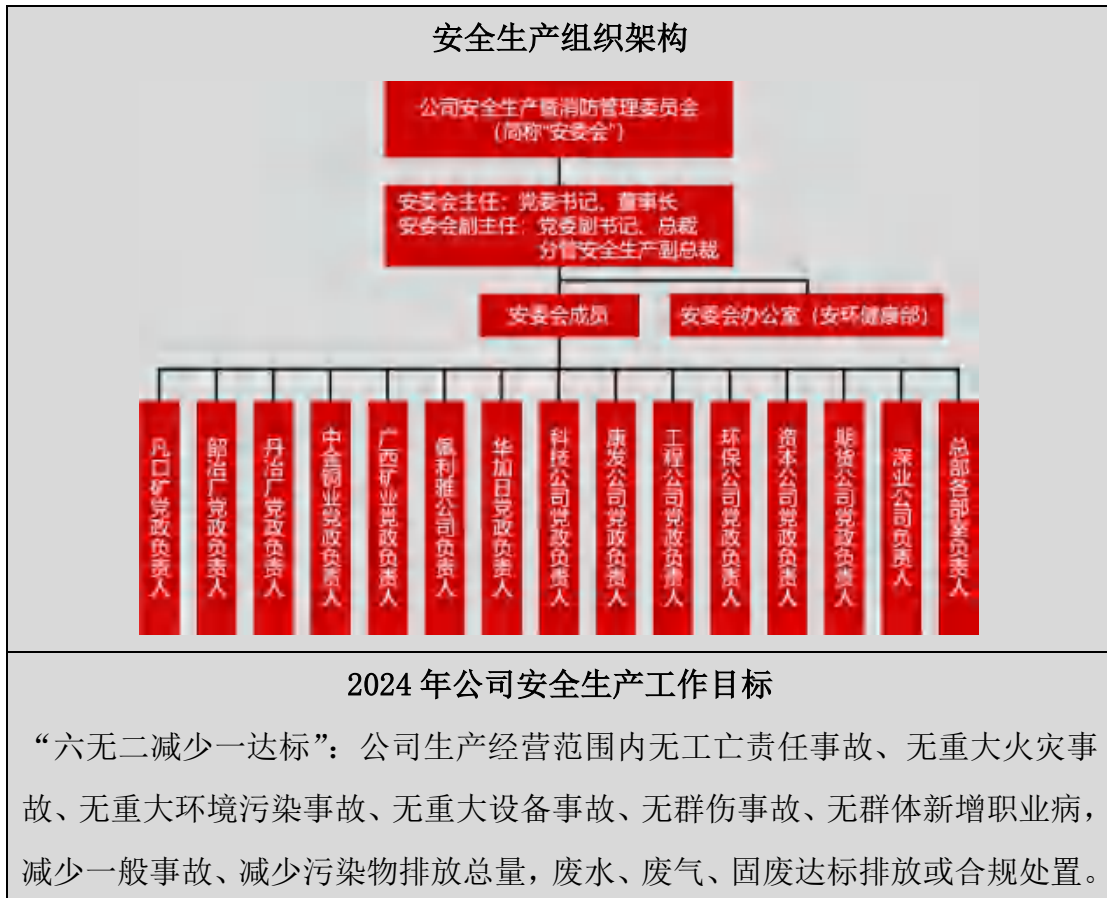 安全生产组织架构
公司安全生产暨消防管理委员会
(简称“安委会”)
安委会主任：党委书记、董事长
安委会副主任：党委副书记、总裁
分管安全生产副总裁
安委会成员
安委会办公室（安环健康部）
凡口矿党政负责人
韶冶厂党政负责人
丹冶厂党政负责人
中金铜业党政负责人
广西矿业党政负责人
佩利雅公司负责人
华加日党政负责人
科技公司党政负责人
康发公司党政负责人
工程公司党政负责人
环保公司党政负责人
资本公司党政负责人
期货公司党政负责人
深业公司负责人
总部各部室负责人
2024 年公司安全生产工作目标
“六无二减少一达标”：公司生产经营范围内无工亡责任事故、无重大火灾事
故、无重大环境污染事故、无重大设备事故、无群伤事故、无群体新增职业病，
减少一般事故、减少污染物排放总量，废水、废气、固废达标排放或合规处置。